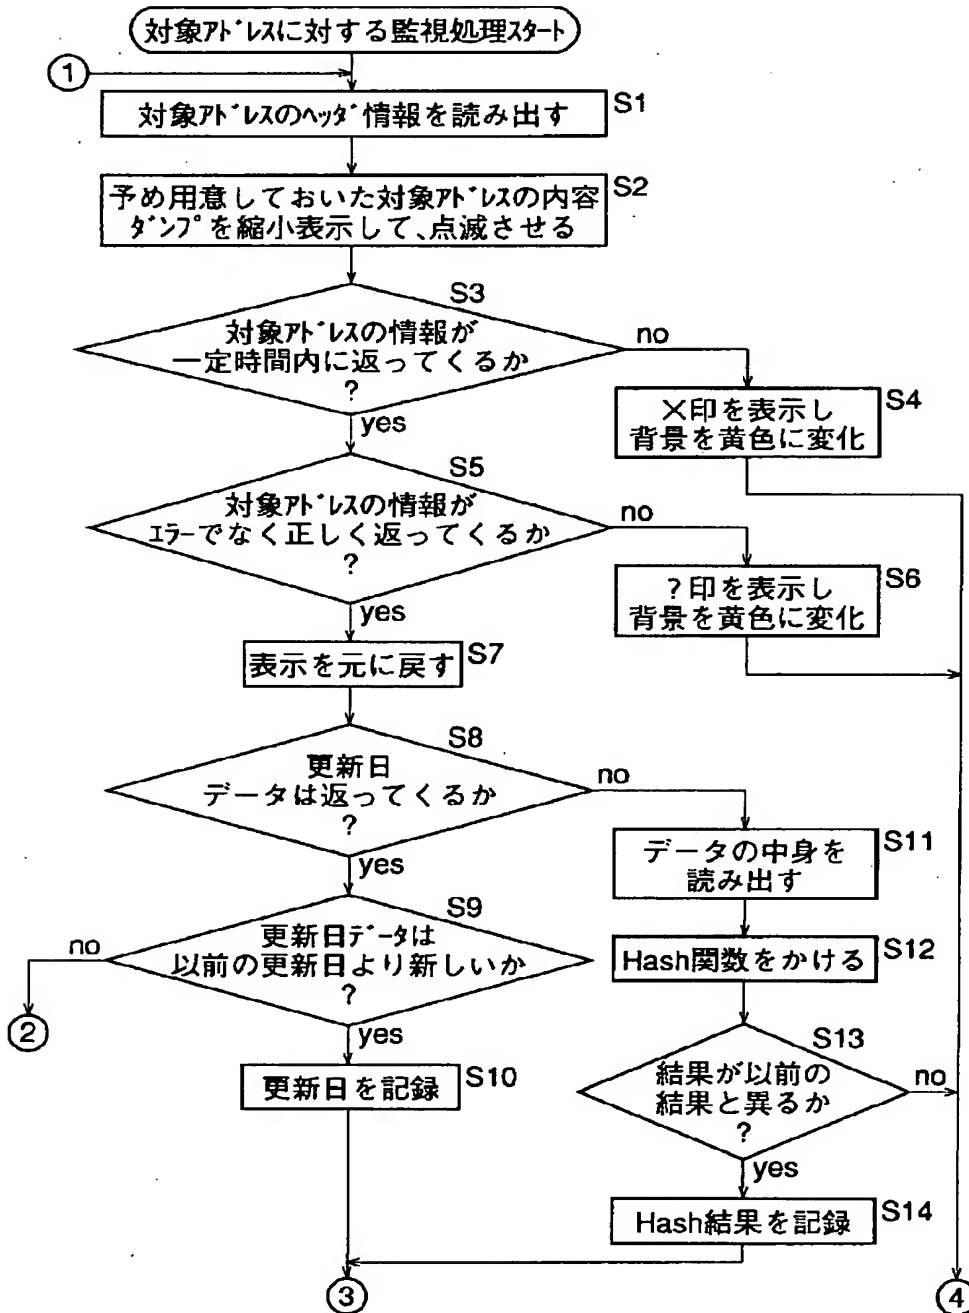 対象ｱﾄﾞﾚｽに対する監視処理ｽﾀｰﾄ
①
対象ｱﾄﾞﾚｽのﾍｯﾀﾞ情報を読み出す
S1
予め用意しておいた対象ｱﾄﾞﾚｽの内容
ﾀﾞﾝﾌﾟを縮小表示して、点滅させる
S2
S3
対象ｱﾄﾞﾚｽの情報が
一定時間内に返ってくるか
?
no
yes
×印を表示し
背景を黄色に変化
S4
S5
対象ｱﾄﾞﾚｽの情報が
ｴﾗｰでなく正しく返ってくるか
?
no
yes
?印を表示し
背景を黄色に変化
S6
表示を元に戻す
S7
S8
更新日
データは返ってくるか
?
no
yes
データの中身を
読み出す
S11
S9
更新日ﾃﾞｰﾀは
以前の更新日より新しいか
?
no
②
yes
Hash関数をかける
S12
更新日を記録
S10
S13
結果が以前の
結果と異るか
?
no
yes
Hash結果を記録
S14
③
④